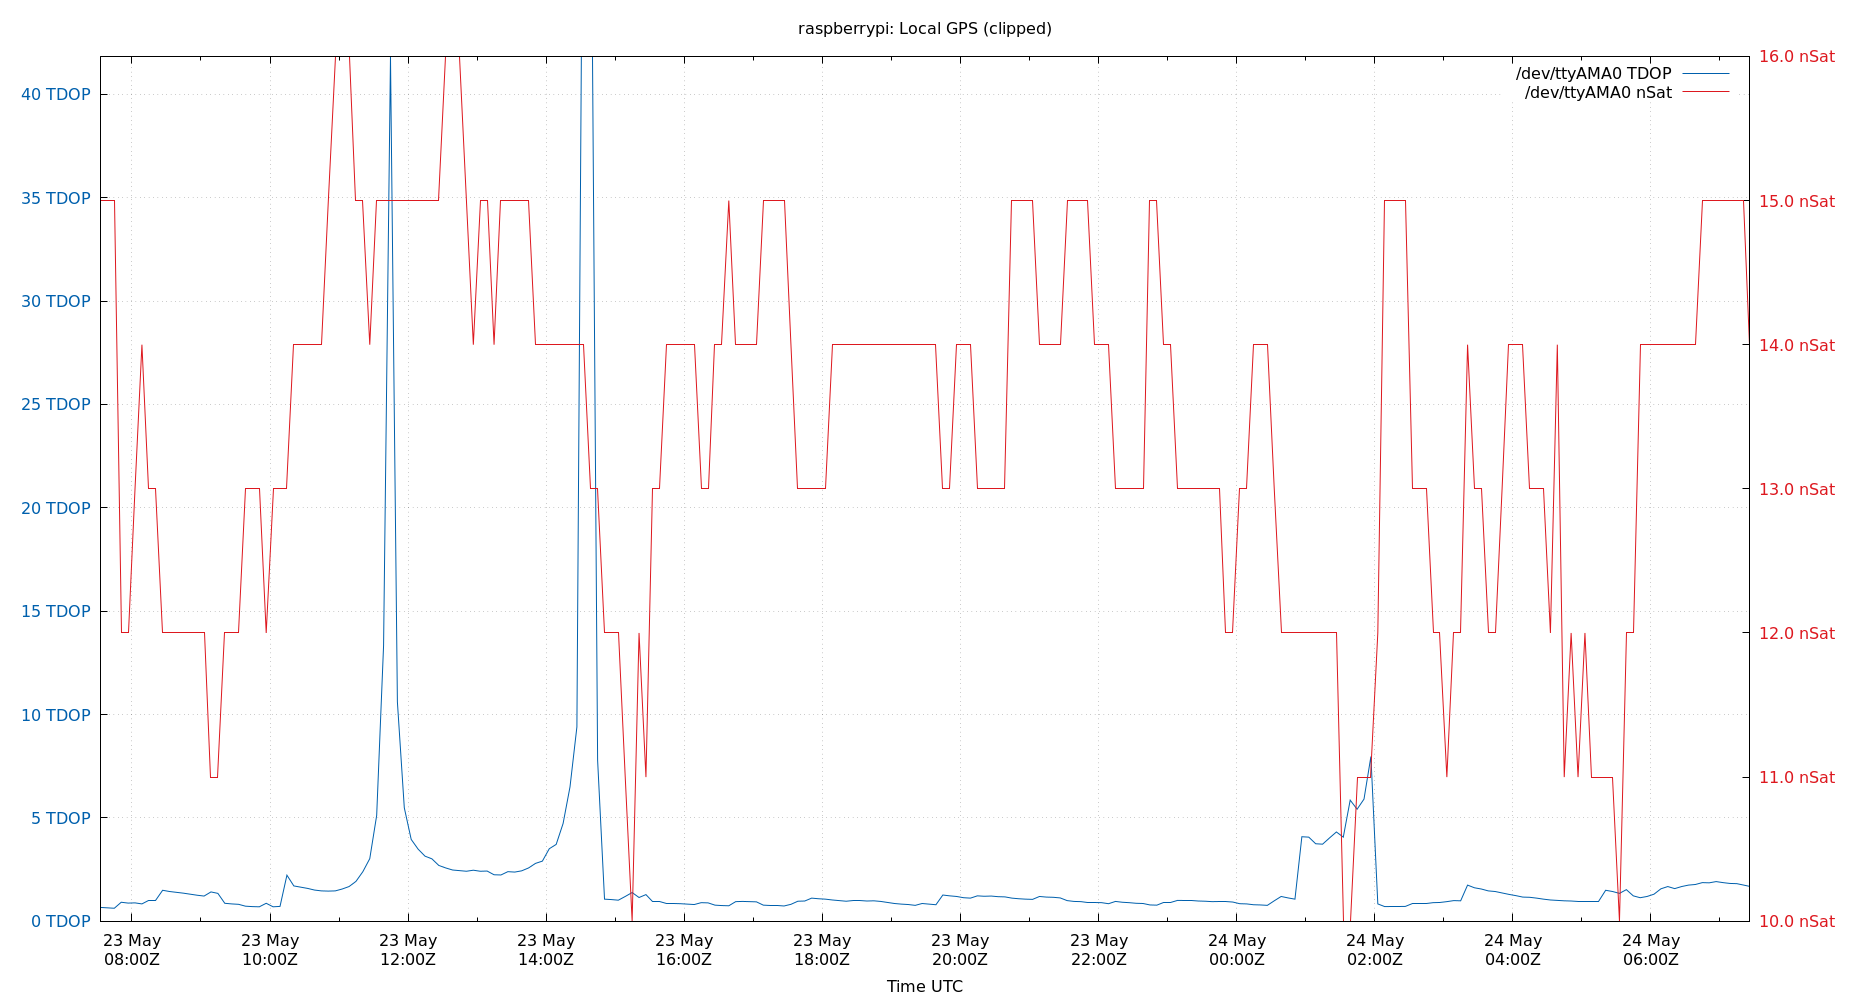 raspberrypi: Local GPS (clipped)
/dev/ttyAMA0 TDOP
/dev/ttyAMA0 nSat
40 TDOP
35 TDOP
30 TDOP
25 TDOP
20 TDOP
15 TDOP
10 TDOP
5 TDOP
0 TDOP
16.0 nSat
15.0 nSat
14.0 nSat
13.0 nSat
12.0 nSat
11.0 nSat
10.0 nSat
23 May
08:00Z
23 May
10:00Z
23 May
12:00Z
23 May
14:00Z
23 May
16:00Z
23 May
18:00Z
23 May
20:00Z
23 May
22:00Z
24 May
00:00Z
24 May
02:00Z
24 May
04:00Z
24 May
06:00Z
Time UTC